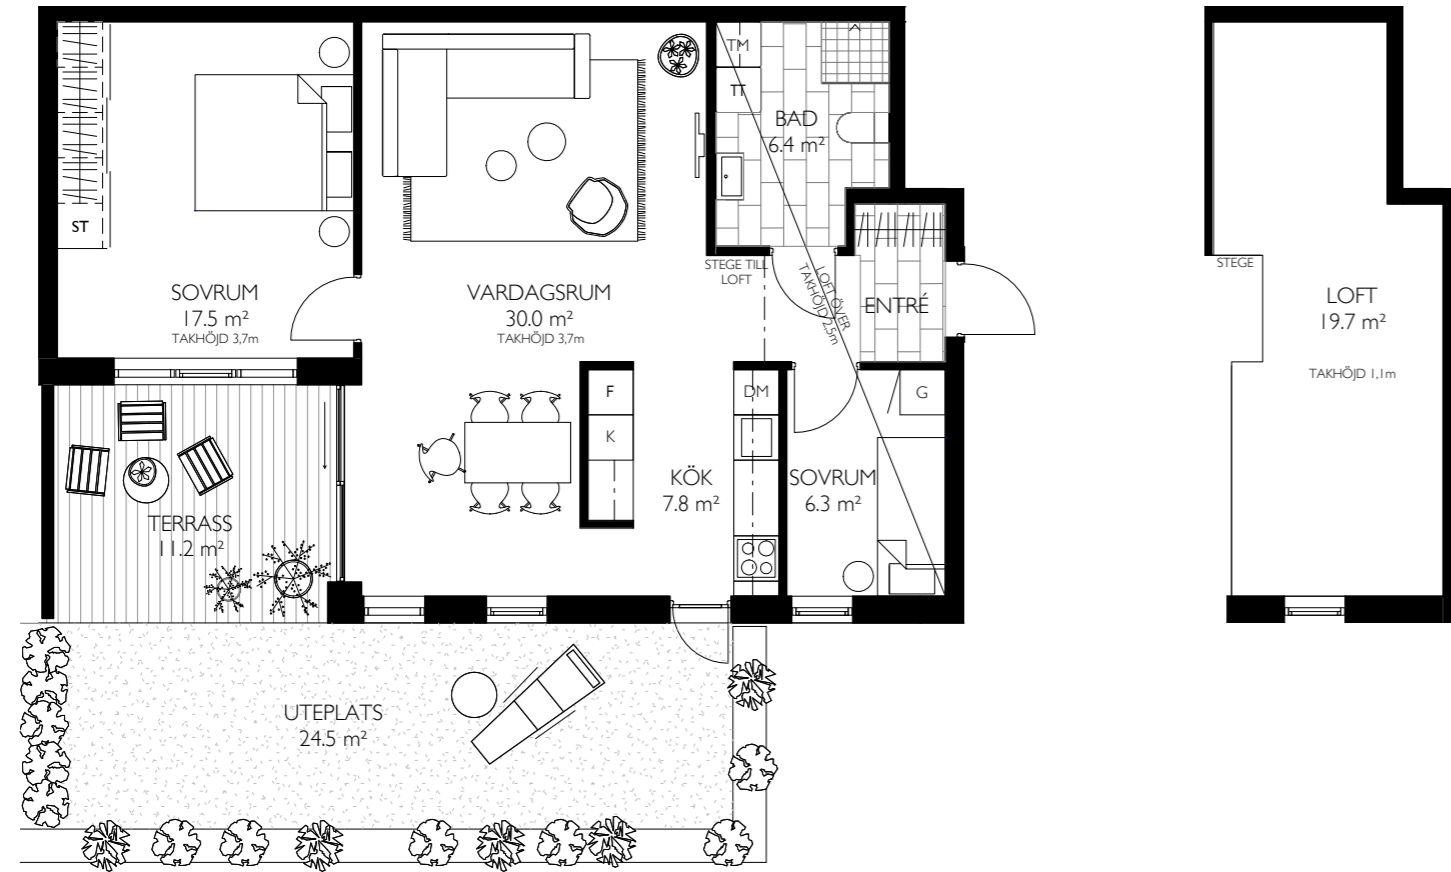 TM
TT
BAD
6.4 m²
ST
STEGE TILL
LOFT
LOFT ÖVER
TAKHÖJD 2,5m
ENTRÉ
SOVRUM
17.5 m²
TAKHÖJD 3,7m
VARDAGSRUM
30.0 m²
TAKHÖJD 3,7m
F
K
DM
G
KÖK
7.8 m²
SOVRUM
6.3 m²
TERRASS
11.2 m²
UTEPLATS
24.5 m²
STEGE
LOFT
19.7 m²
TAKHÖJD 1,1m